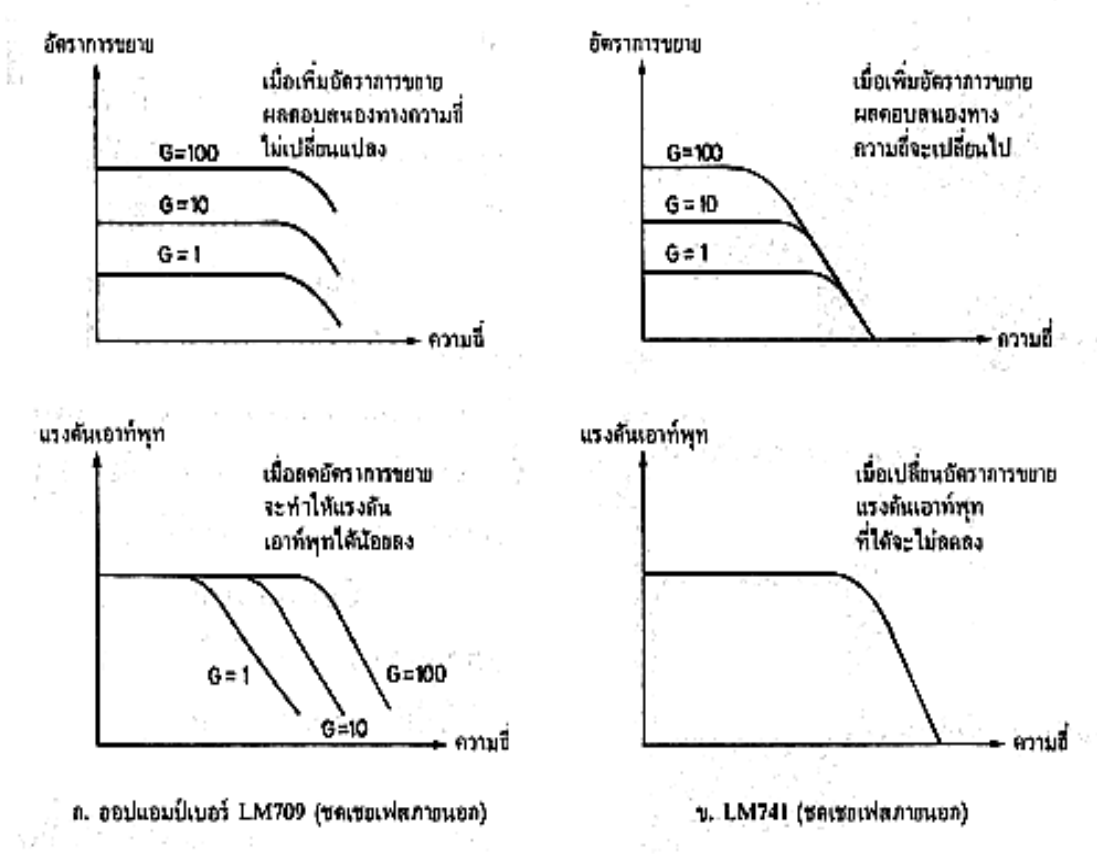 อัตราการขยาย
เมื่อเพิ่มอัตราการขยาย
ผลตอบสนองทางความถี่
ไม่เปลี่ยนแปลง
G=100
G=10
G=1
ความถี่
อัตราการขยาย
เมื่อเพิ่มอัตราการขยาย
ผลตอบสนองทาง
ความถี่จะเปลี่ยนไป
G=100
G=10
G=1
ความถี่
แรงดันเอาท์พุท
เมื่อลดอัตราการขยาย
จะทำให้แรงดัน
เอาท์พุทได้น้อยลง
G=1
G=10
G=100
ความถี่
แรงดันเอาท์พุท
เมื่อเปลี่ยนอัตราการขยาย
แรงดันเอาท์พุท
ที่ได้จะไม่ลดลง
ความถี่
ก. ออปแอมป์เบอร์ LM709 (ชดเชยเฟสภายนอก)
ข. LM741 (ชดเชยเฟสภายนอก)